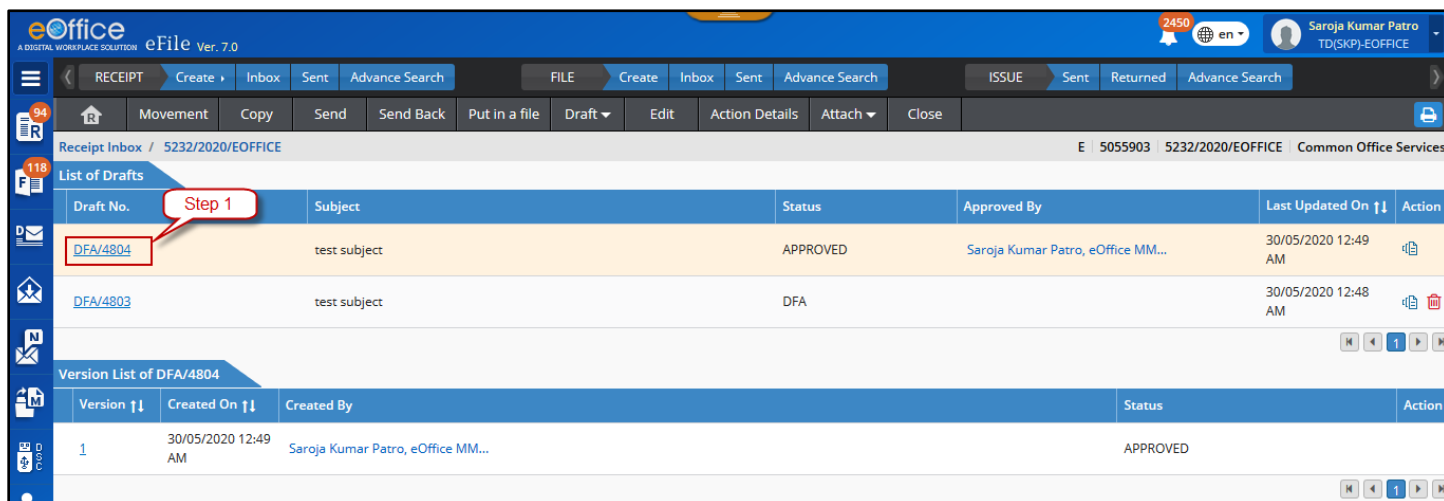 eOffice
A DIGITAL WORKPLACE SOLUTION eFile Ver. 7.0
2450 en Saroja Kumar Patro
TD(SKP)-EOFFICE
RECEIPT Create Inbox Sent Advance Search FILE Create Inbox Sent Advance Search ISSUE Sent Returned Advance Search
94 R
R Movement Copy Send Send Back Put in a file Draft Edit Action Details Attach Close
Receipt Inbox / 5232/2020/EOFFICE E 5055903 5232/2020/EOFFICE Common Office Services
118 F
List of Drafts
Draft No. Subject Status Approved By Last Updated On Action
Step 1
D
DFA/4804 test subject APPROVED Saroja Kumar Patro, eOffice MM... 30/05/2020 12:49
AM
DFA/4803 test subject DFA 30/05/2020 12:48
AM
N
1
Version List of DFA/4804
M
Version Created On Created By Status Action
DSC
1 30/05/2020 12:49
AM Saroja Kumar Patro, eOffice MM... APPROVED
1